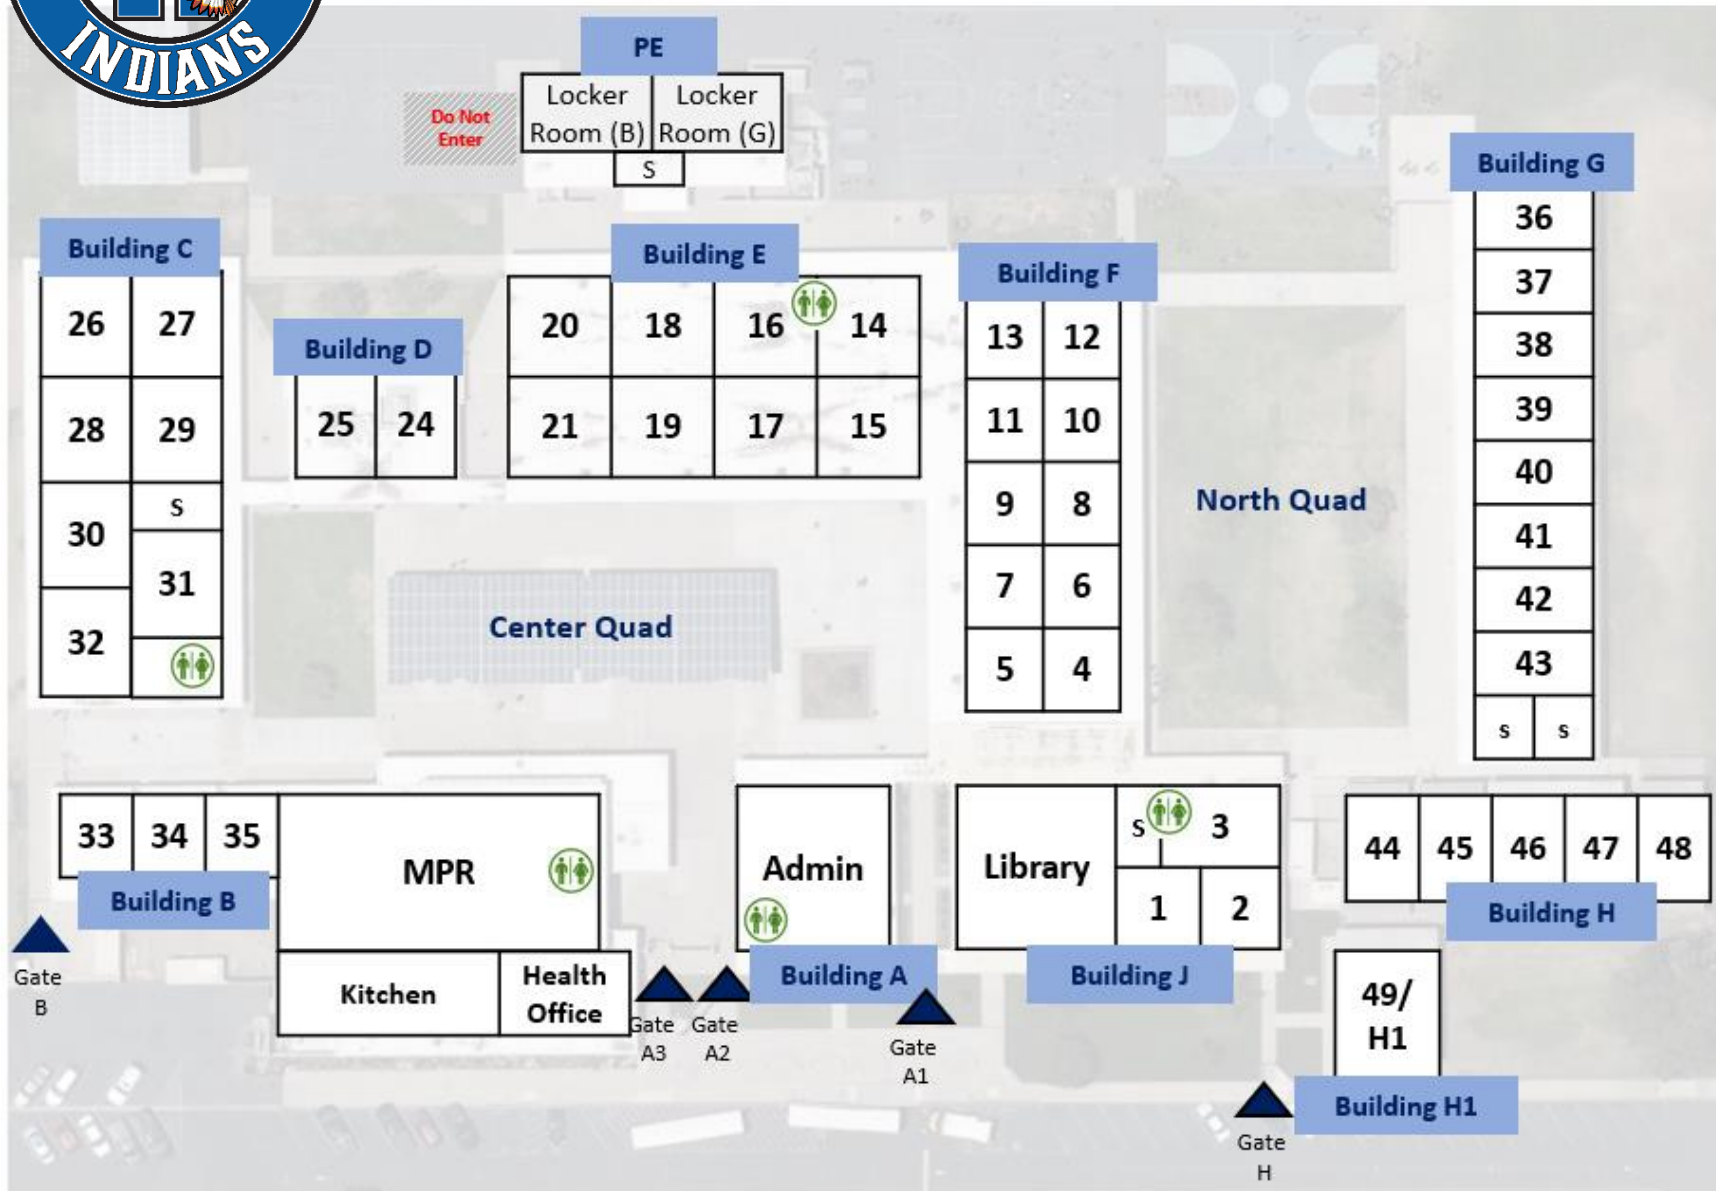 INDIANS
PE
Locker
Room (B)
Locker
Room (G)
Do Not
Enter
S
Building G
36
37
38
39
40
41
42
43
S
S
Building C
26
27
28
29
30
S
31
32
Building D
25
24
Building E
20
18
16
14
21
19
17
15
Building F
13
12
11
10
9
8
7
6
5
4
North Quad
Center Quad
33
34
35
Building B
MPR
Kitchen
Health
Office
Admin
Building A
Library
S
3
1
2
Building J
44
45
46
47
48
Building H
49/
H1
Building H1
Gate
B
Gate
A3
Gate
A2
Gate
A1
Gate
H